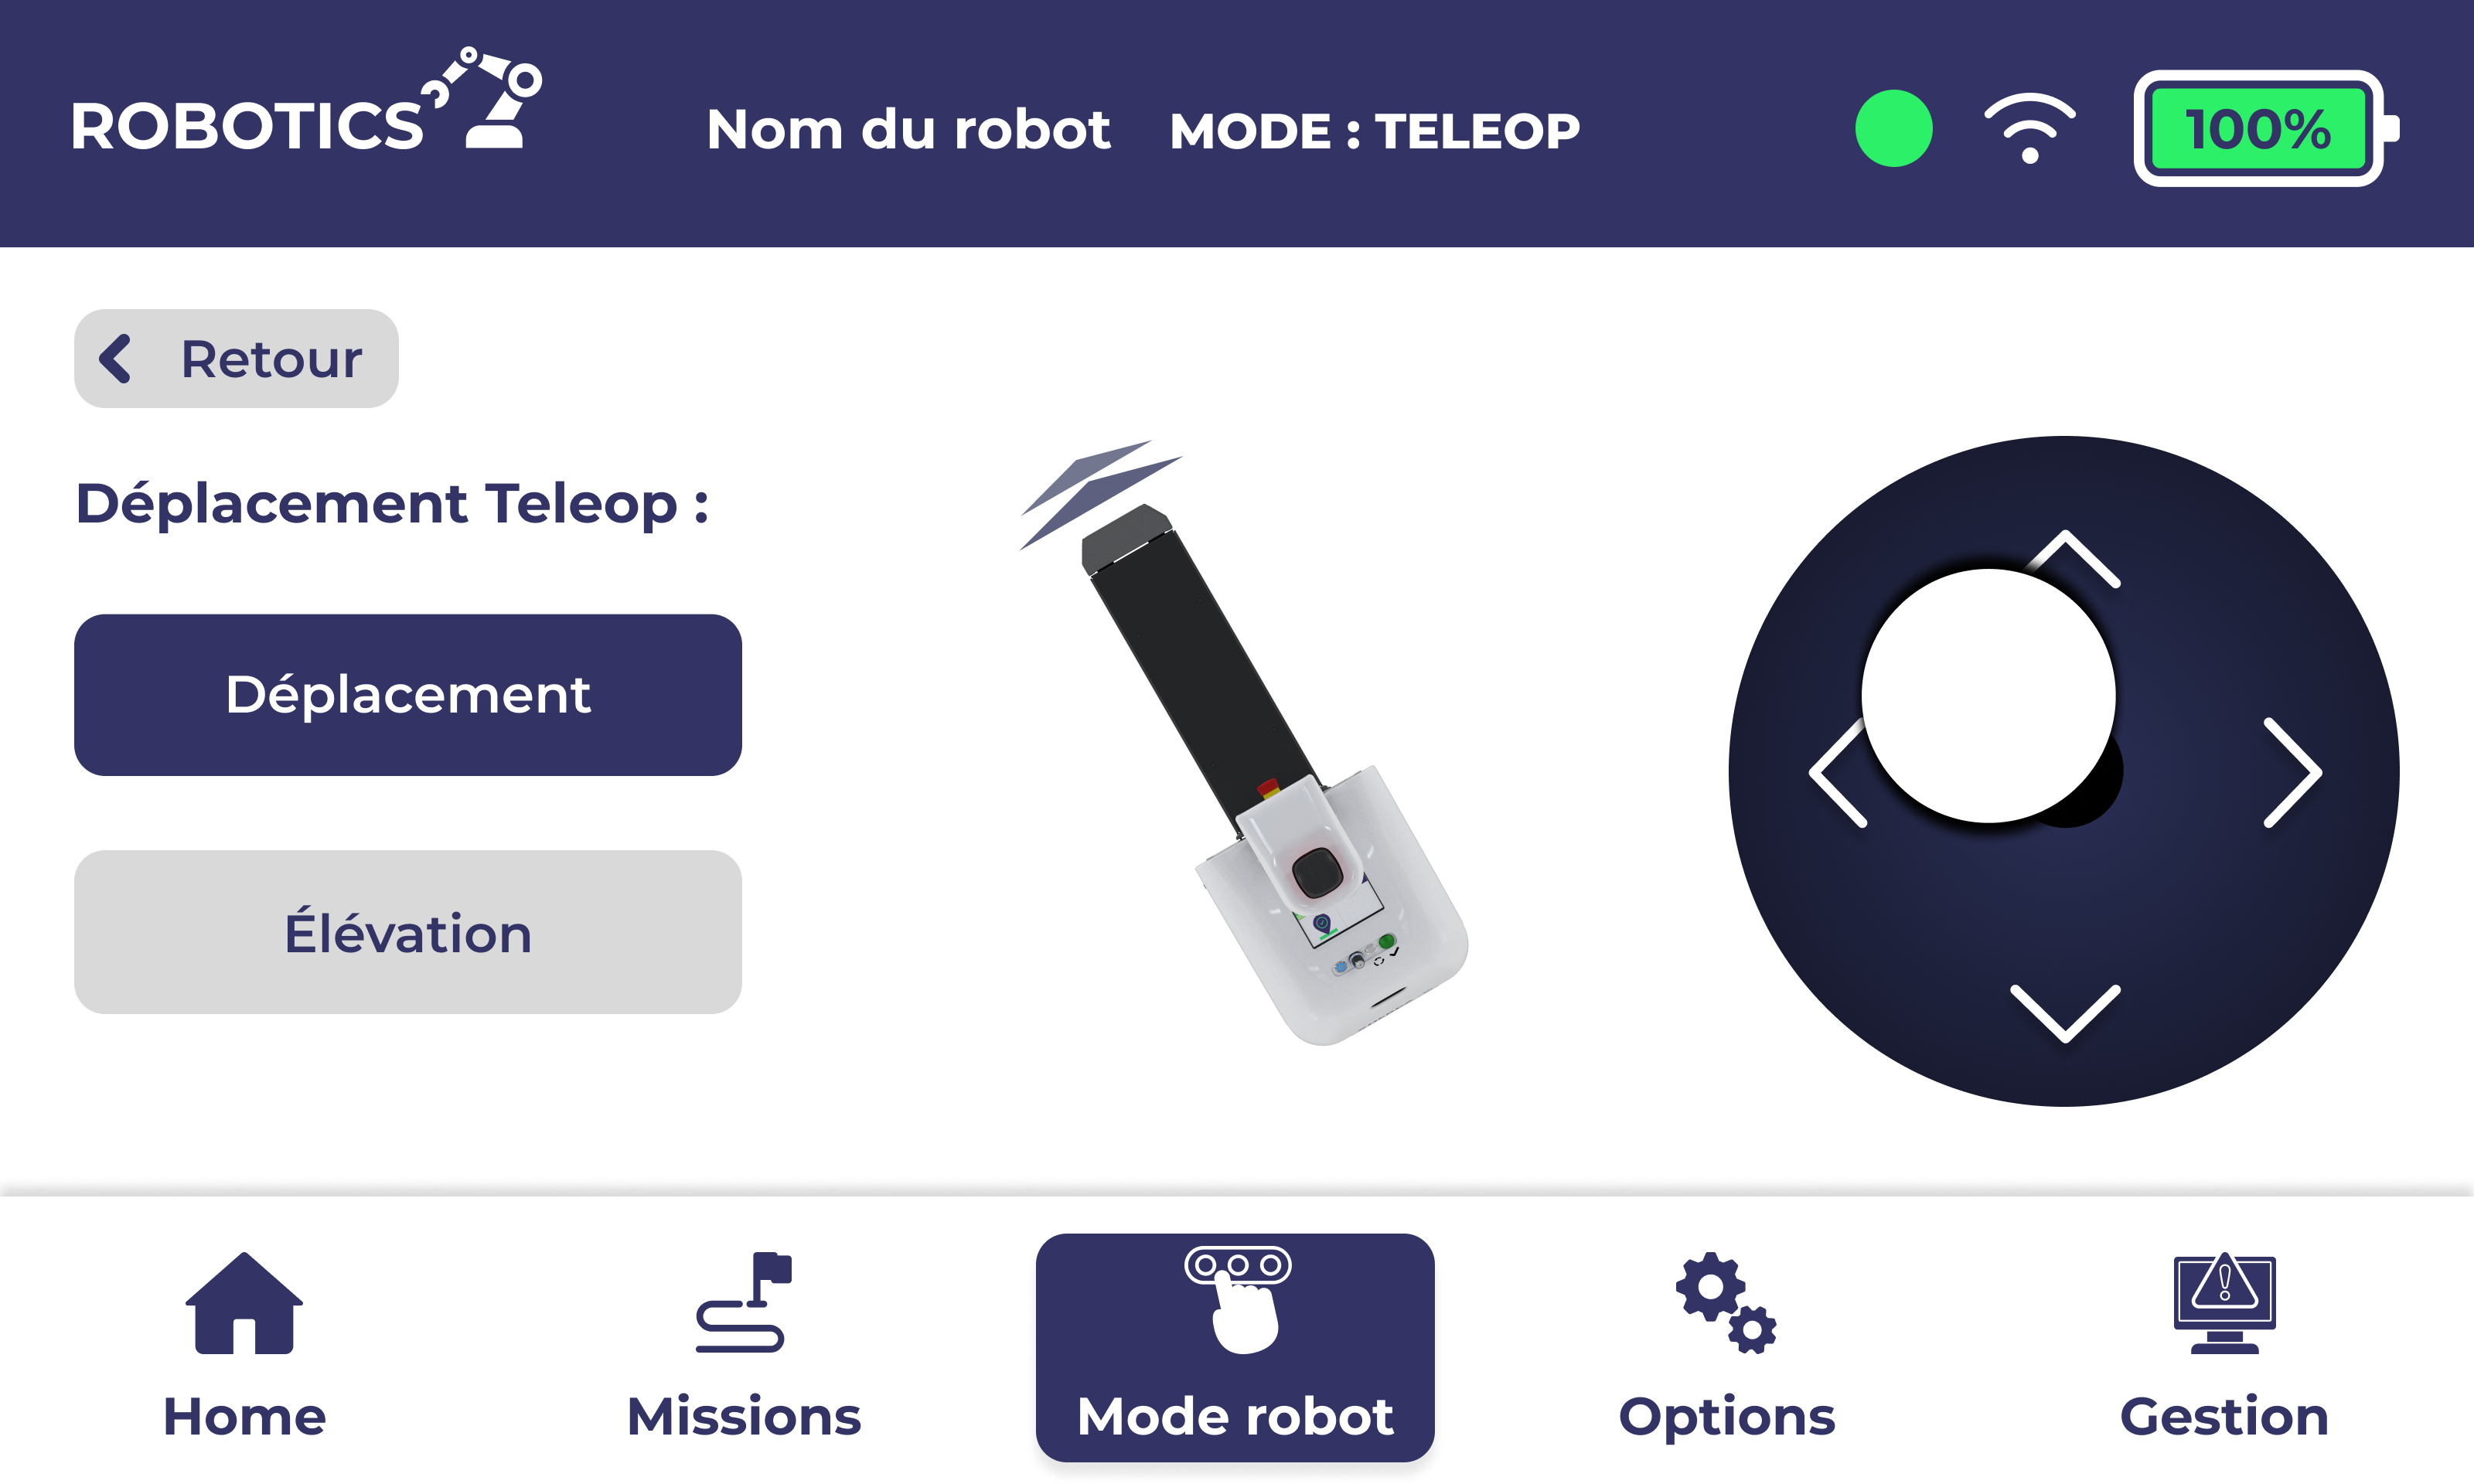 ROBOTICS
Nom du robot MODE : TELEOP
100%
Retour
Déplacement Teleop :
Déplacement
Élévation
Home
Missions
Mode robot
Options
Gestion